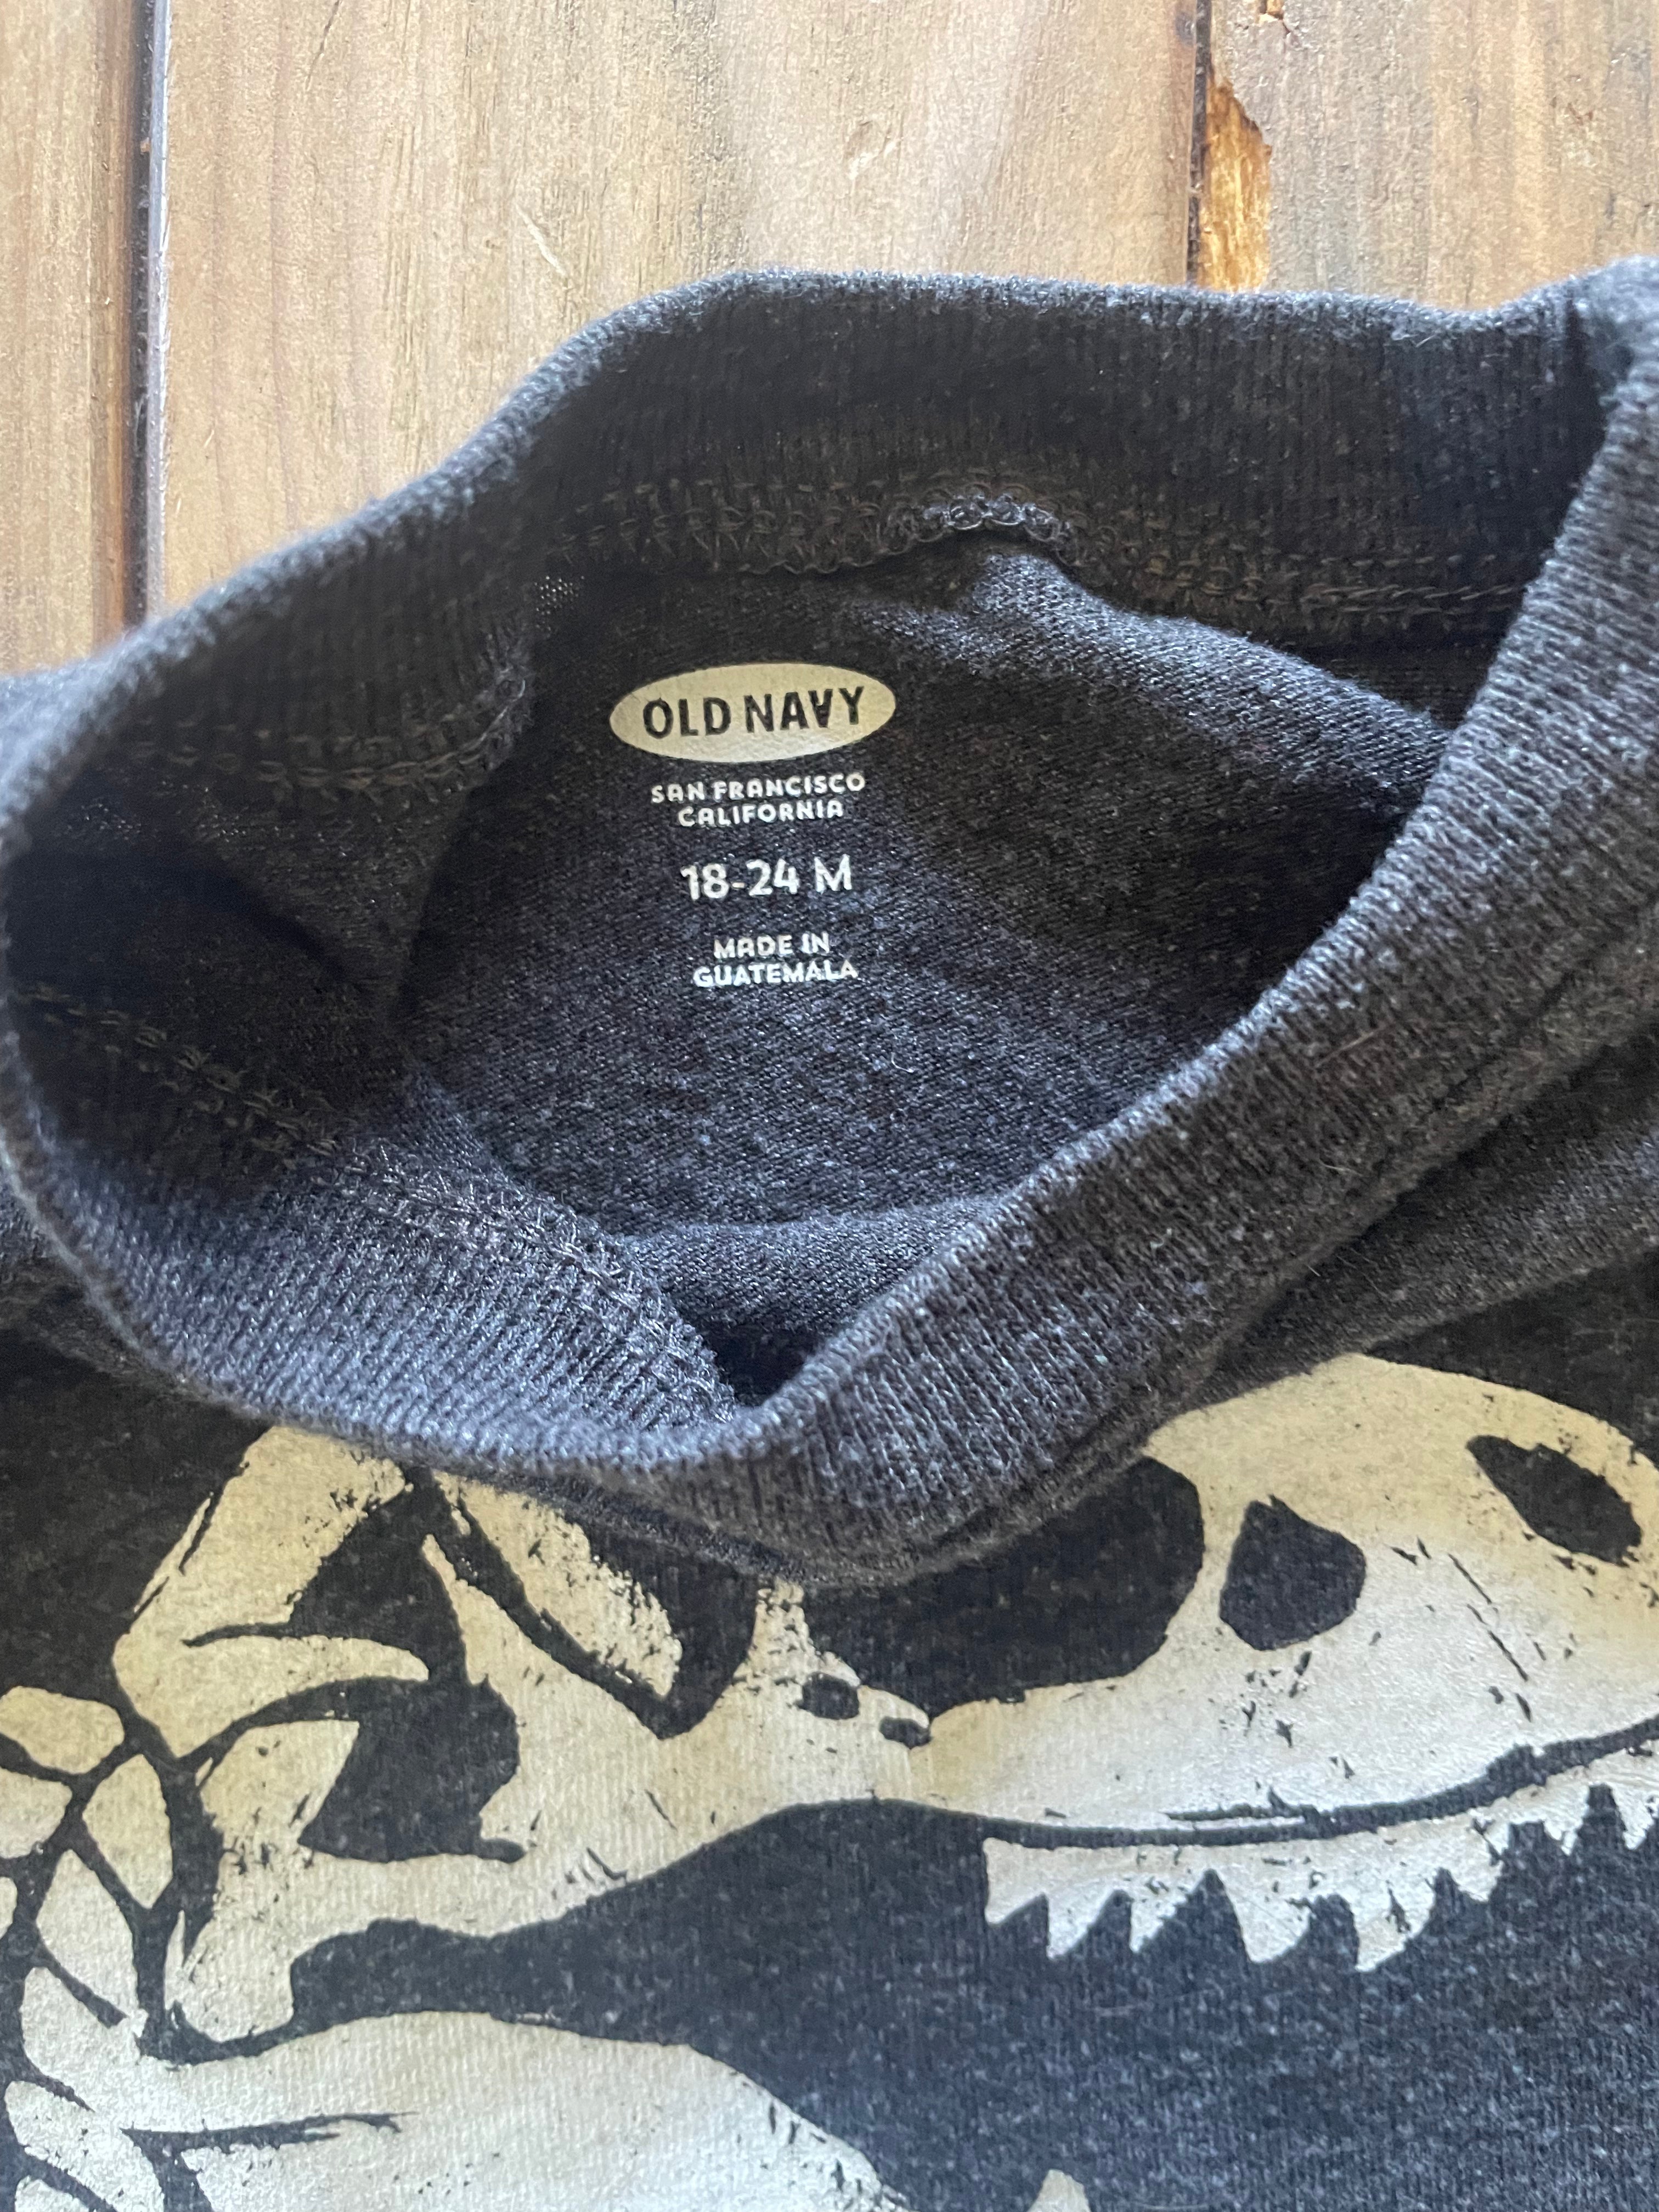 OLD NAVY
SAN FRANCISCO
CALIFORNIA
18-24 M
MADE IN
GUATEMALA